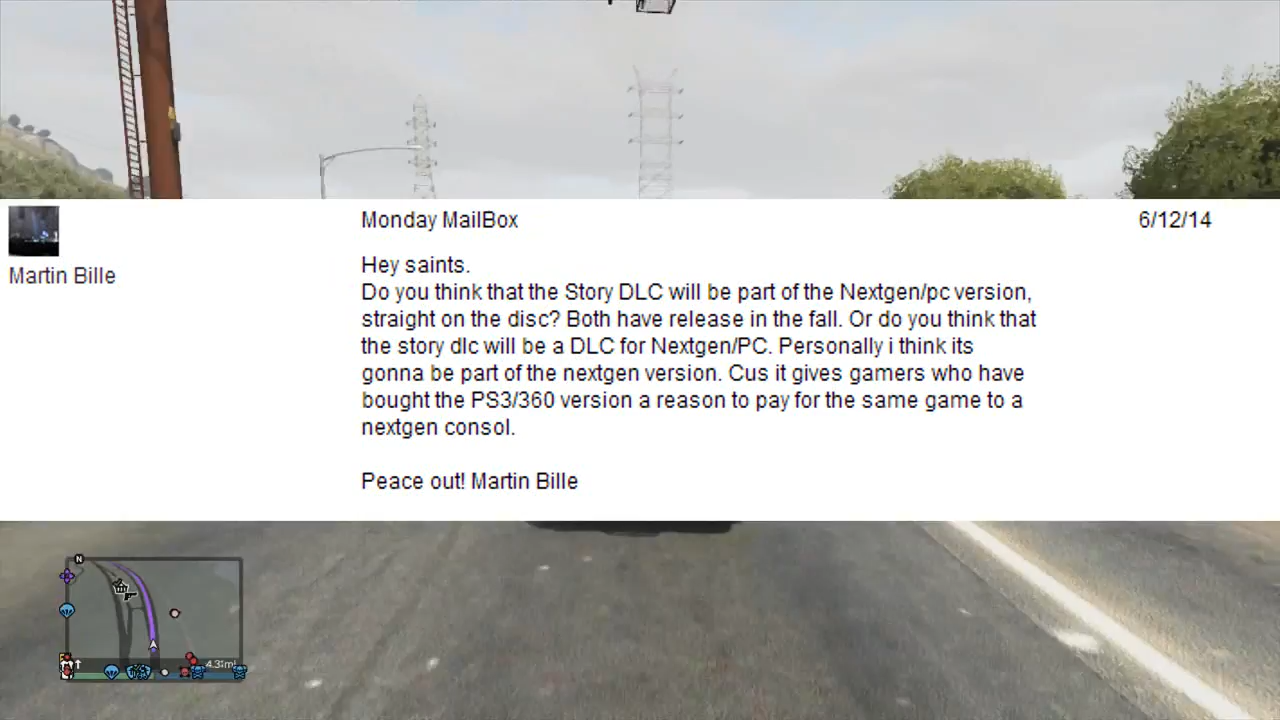 Monday MailBox
6/12/14
Martin Bille
Hey saints.
Do you think that the Story DLC will be part of the Nextgen/pc version,
straight on the disc? Both have release in the fall. Or do you think that
the story dlc will be a DLC for Nextgen/PC. Personally i think its
gonna be part of the nextgen version. Cus it gives gamers who have
bought the PS3/360 version a reason to pay for the same game to a
nextgen consol.
Peace out! Martin Bille
N
4.3mi